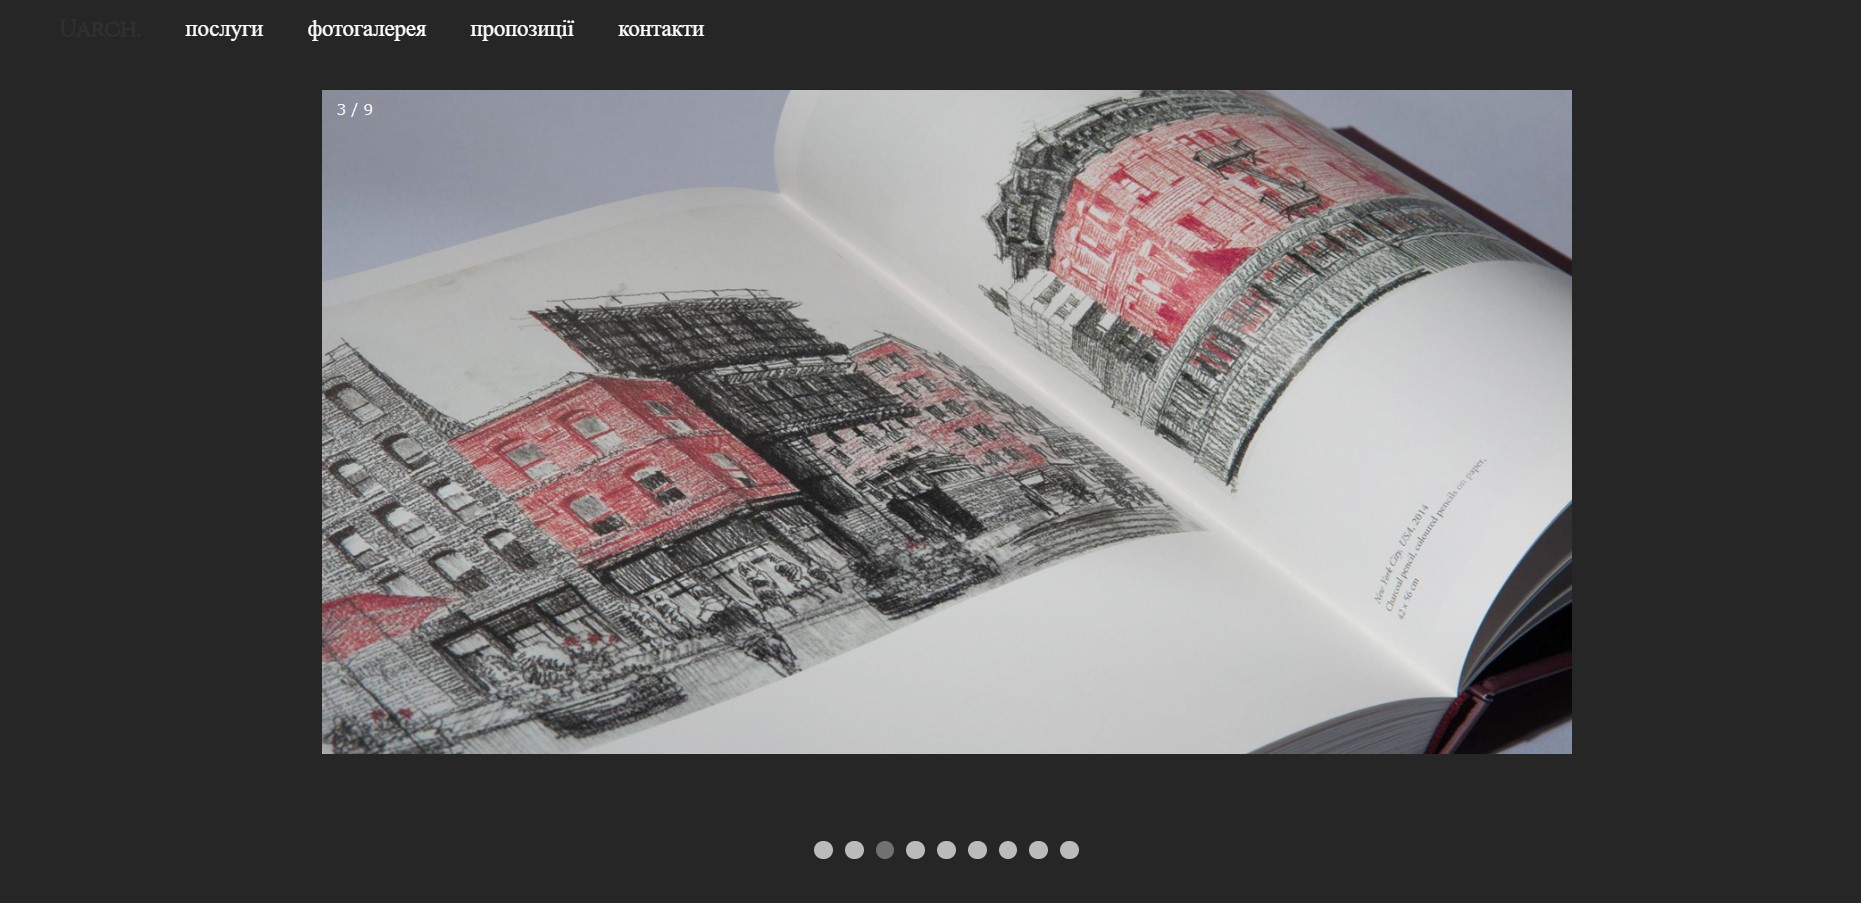 UARCH.
послуги
фотогалерея
пропозиції
контакти
3 / 9
New York City, USA, 2014
Charcoal pencil, coloured pencils on paper,
42 × 56 cm